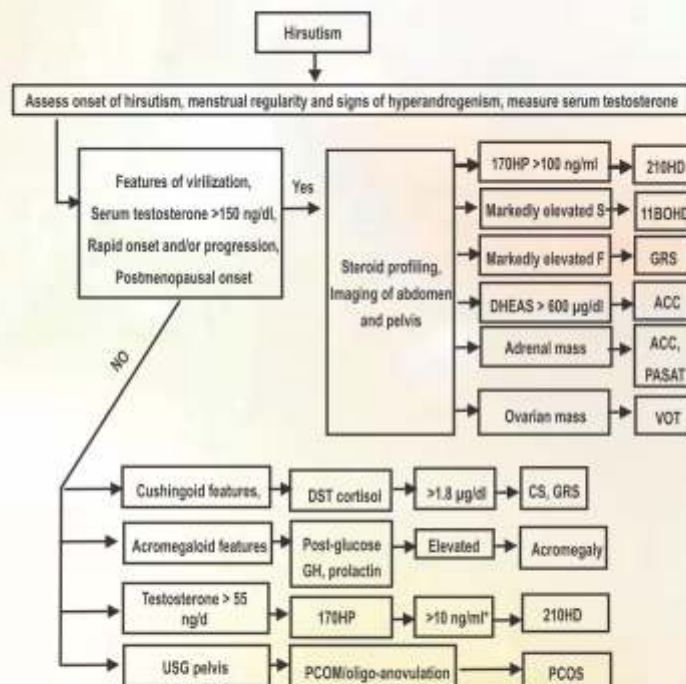 Hirsutism
Assess onset of hirsutism, menstrual regularity and signs of hyperandrogenism, measure serum testosterone
Features of virilization,
Serum testosterone >150 ng/dl,
Rapid onset and/or progression,
Postmenopausal onset
Yes
NO
Steroid profiling,
Imaging of abdomen
and pelvis
170HP >100 ng/ml
210HD
Markedly elevated S
11BOHD
Markedly elevated F
GRS
DHEAS > 600 µg/dl
ACC
Adrenal mass
ACC,
PASAT
Ovarian mass
VOT
Cushingoid features,
DST cortisol
>1.8 µg/dl
CS, GRS
Acromegaloid features
Post-glucose
GH, prolactin
Elevated
Acromegaly
Testosterone > 55
ng/d
170HP
>10 ng/ml*
210HD
USG pelvis
PCOM/oligo-anovulation
PCOS